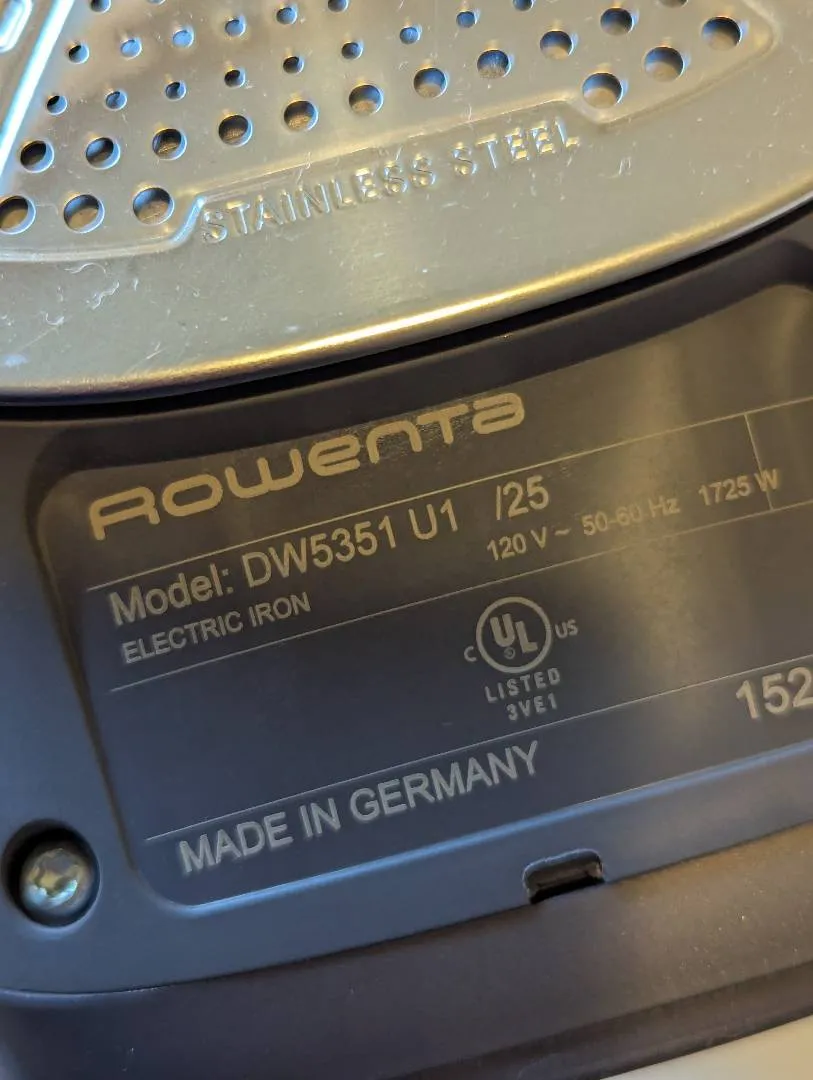 STAINLESS STEEL
ROWENTA
Model: DW5351 U1 /25
120 V ~ 50-60 Hz 1725 W
ELECTRIC IRON
C UL ® US
LISTED
3VE1
152
MADE IN GERMANY